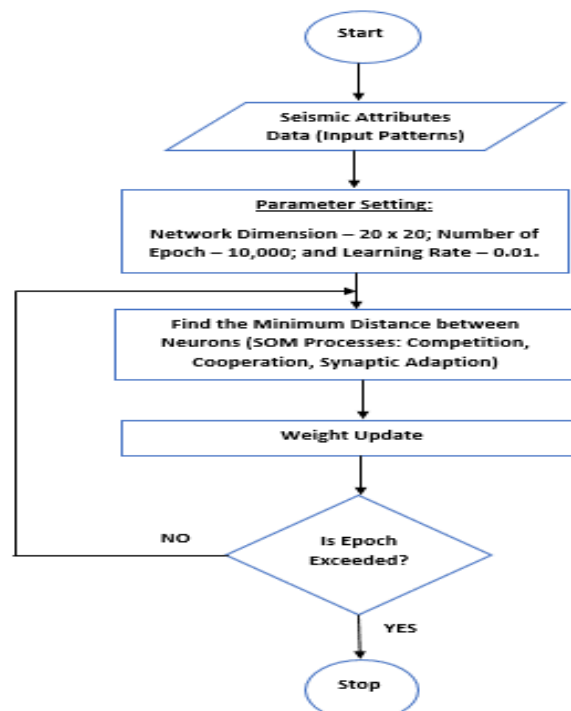 Start
Seismic Attributes
Data (Input Patterns)
Parameter Setting:
Network Dimension – 20 x 20; Number of
Epoch – 10,000; and Learning Rate – 0.01.
Find the Minimum Distance between
Neurons (SOM Processes: Competition,
Cooperation, Synaptic Adaption)
Weight Update
Is Epoch
Exceeded?
NO
YES
Stop